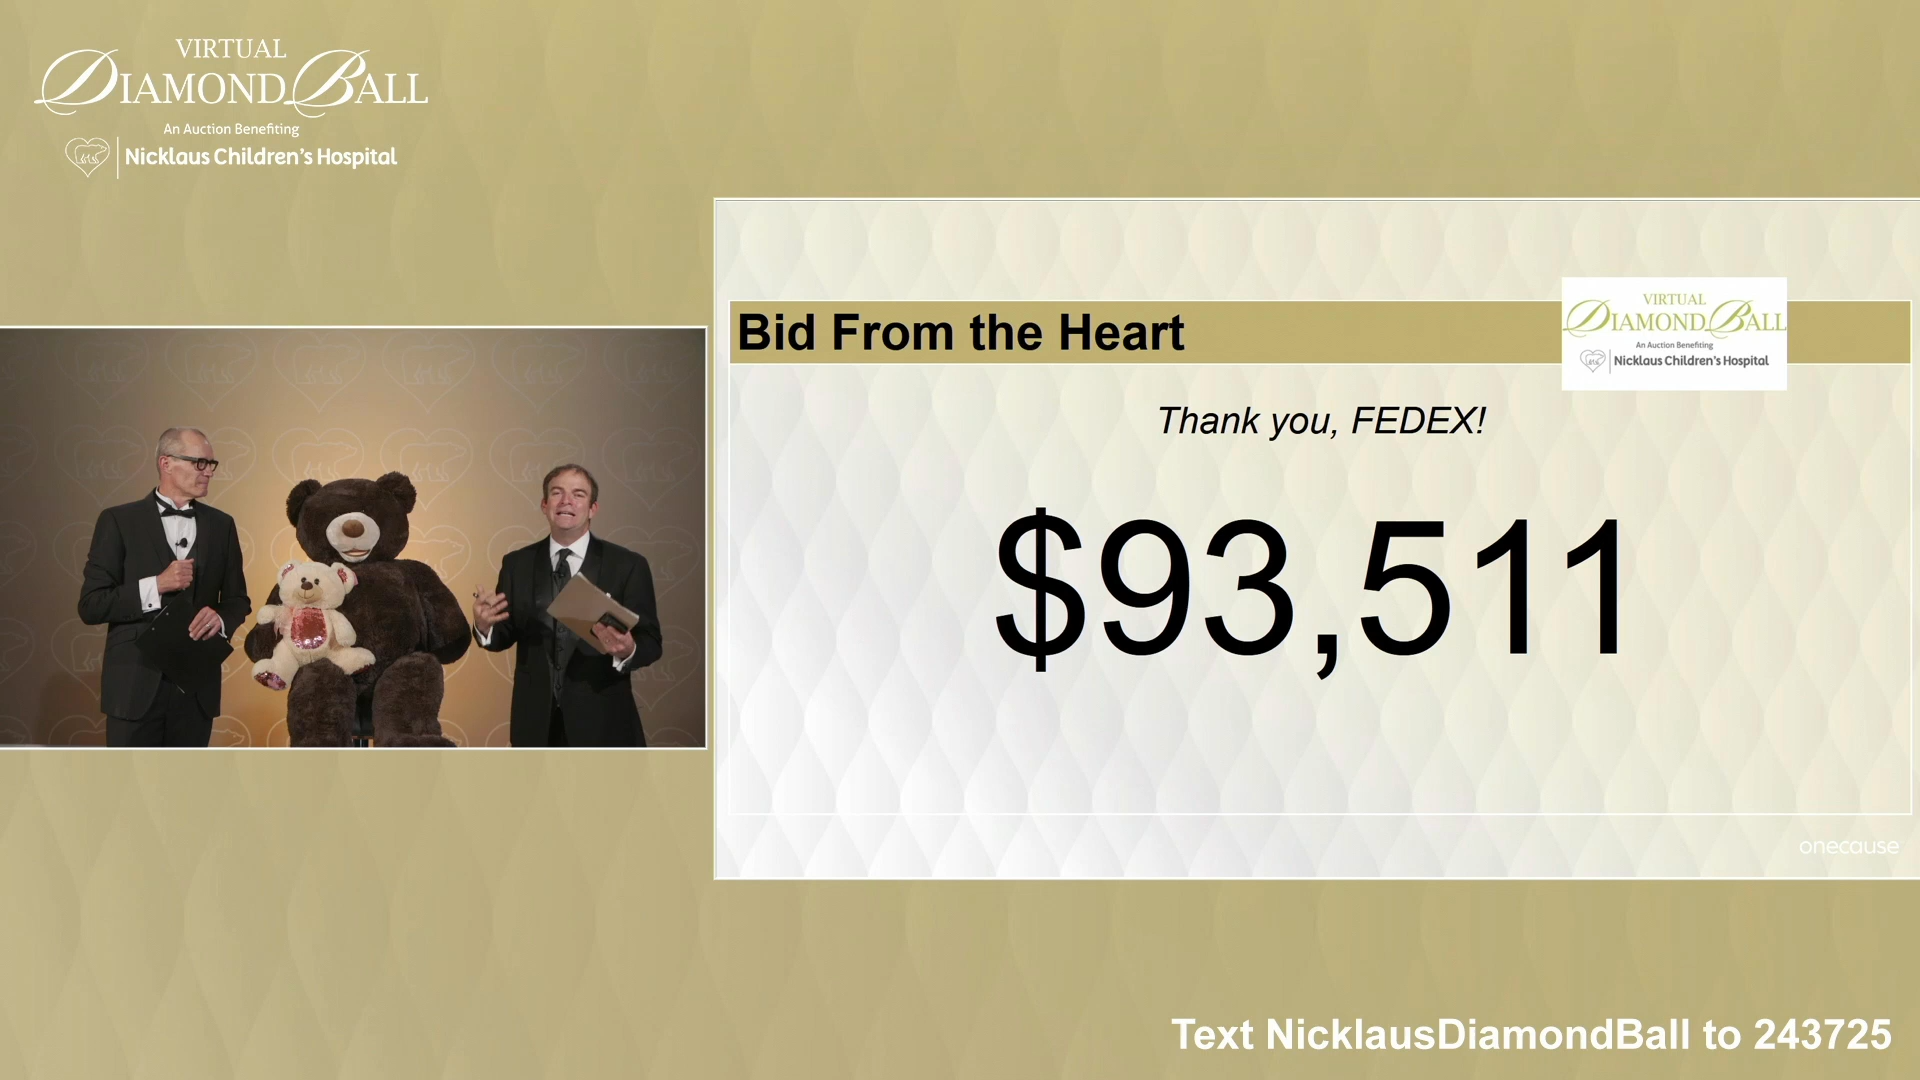 VIRTUAL
DIAMOND BALL
An Auction Benefiting
Nicklaus Children's Hospital
Bid From the Heart
VIRTUAL
DIAMOND BALL
An Auction Benefiting
Nicklaus Children's Hospital
Thank you, FEDEX!
$93,511
onecause
Text NicklausDiamondBall to 243725